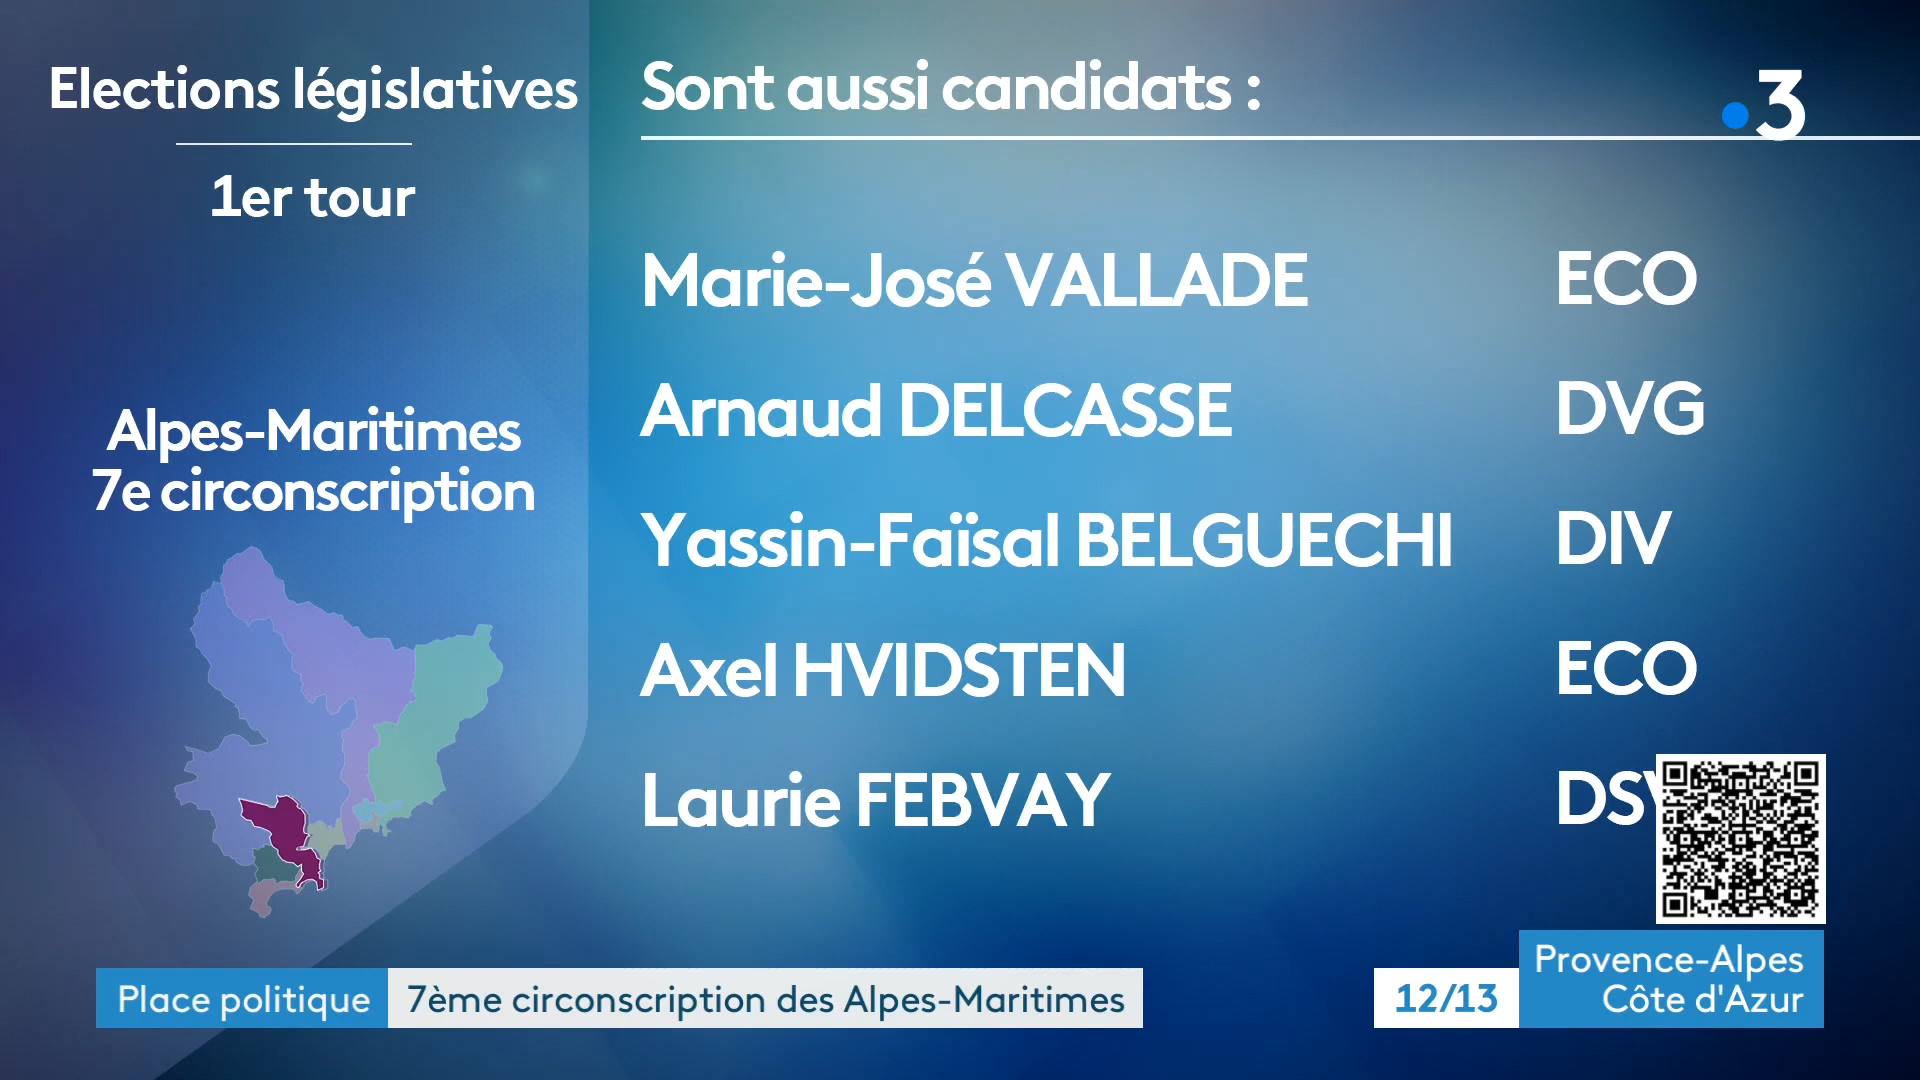 Elections législatives
1er tour
Alpes-Maritimes
7e circonscription
Sont aussi candidats :
3
Marie-José VALLADE ECO
Arnaud DELCASSE DVG
Yassin-Faïsal BELGUECHI DIV
Axel HVIDSTEN ECO
Laurie FEBVAY
Place politique 7ème circonscription des Alpes-Maritimes
12/13
Provence-Alpes
Côte d'Azur